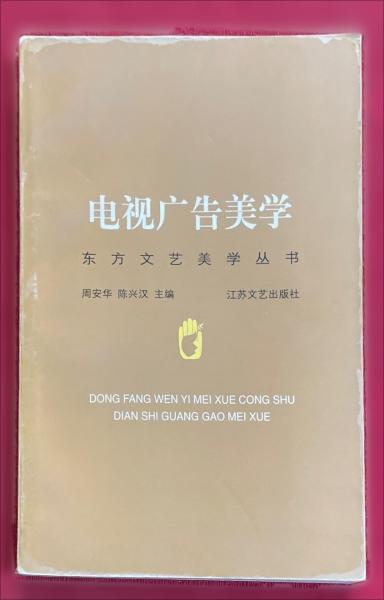 电视广告美学
东方文艺美学丛书
周安华 陈兴汉 主编 江苏文艺出版社
DONG FANG WEN YI MEI XUE CONG SHU
DIAN SHI GUANG GAO MEI XUE